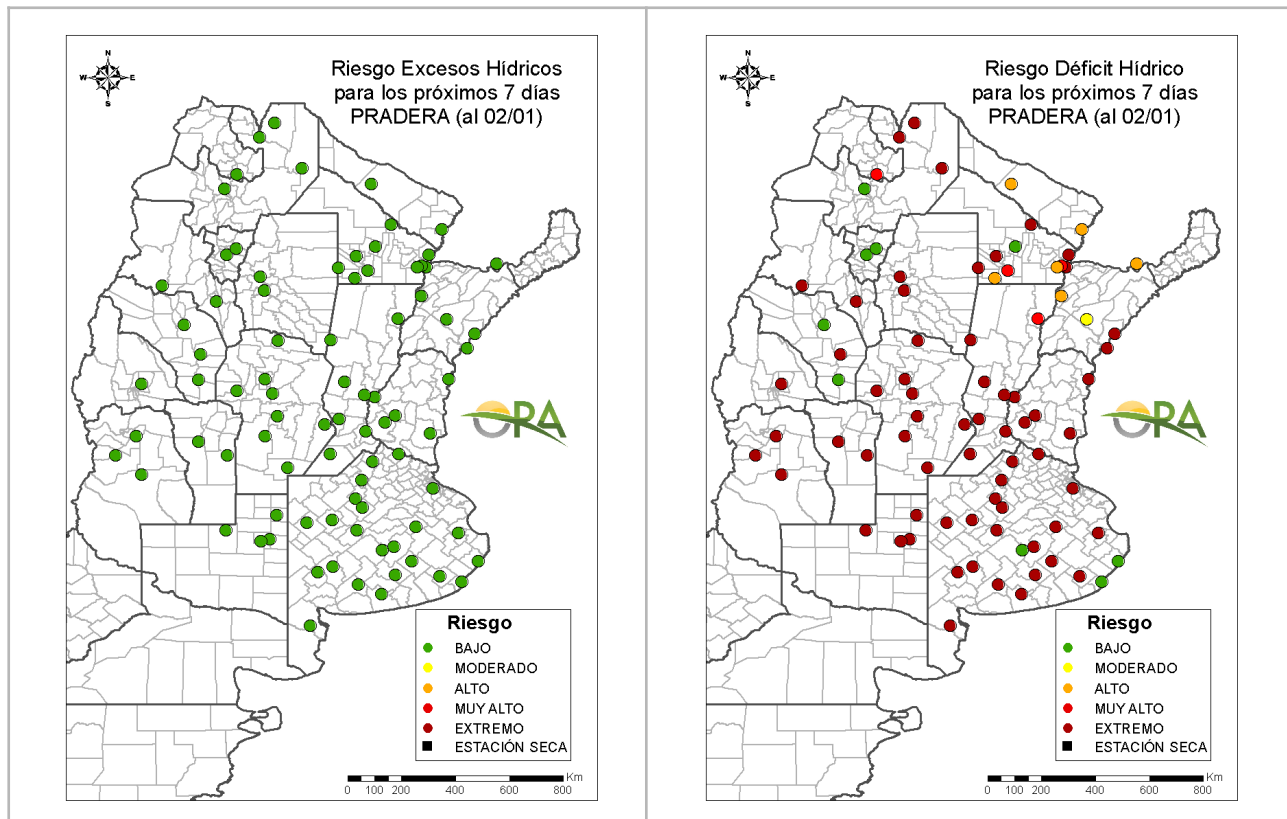 N
W E
S
Riesgo Excesos Hídricos
para los próximos 7 días
PRADERA (al 02/01)
ORA
Riesgo
BAJO
MODERADO
ALTO
MUY ALTO
EXTREMO
ESTACIÓN SECA
Km
0 100 200 400 600 800
N
W E
S
Riesgo Déficit Hídrico
para los próximos 7 días
PRADERA (al 02/01)
ORA
Riesgo
BAJO
MODERADO
ALTO
MUY ALTO
EXTREMO
ESTACIÓN SECA
Km
0 100 200 400 600 800